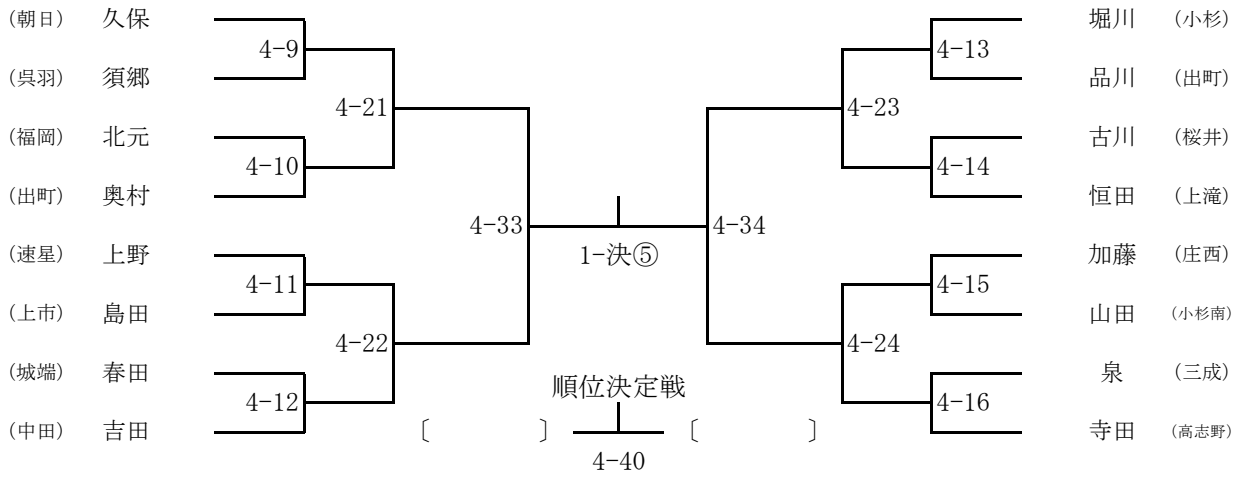 (朝日) 久保 堀川 (小杉)
4-9 4-13
(呉羽) 須郷 品川 (出町)
4-21 4-23
(福岡) 北元 古川 (桜井)
4-10 4-14
(出町) 奥村 恒田 (上滝)
4-33 4-34
(速星) 上野 1-決⑤ 加藤 (庄西)
4-11 4-15
(上市) 島田 山田 (小杉南)
4-22 4-24
(城端) 春田 順位決定戦 泉 (三成)
4-12 4-16
(中田) 吉田 〔 〕 〔 〕 寺田 (高志野)
4-40